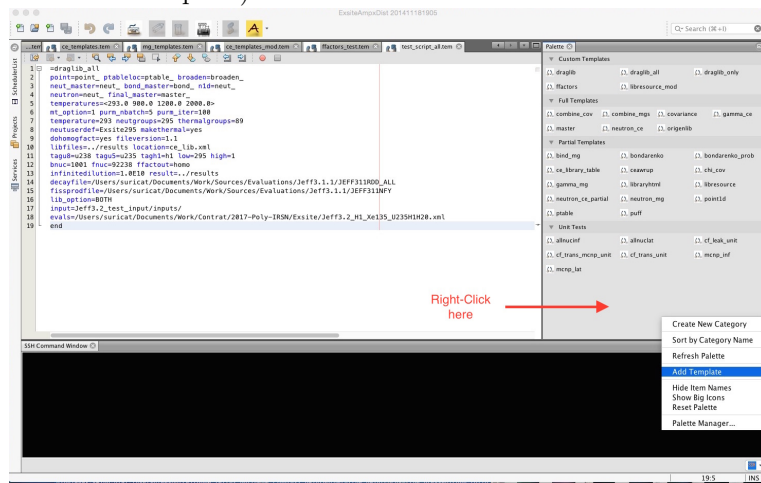 ExsiteAmpxDist 201411181905
Search (⌘+I)
...tem ce_templates.tem mg_templates.tem ce_templates_mod.tem ffactors_test.tem test_script_all.tem
Palette
SchedulerList
Projects
Services
1 =draglib_all
2 point=point_ ptableloc=ptable_ broaden=broaden_
3 neut_master=neut_ bond_master=bond_ n1d=neut_
4 neutron=neut_ final_master=master_
5 temperatures=<293.0 900.0 1200.0 2000.0>
6 mt_option=1 purm_nbatch=5 purm_iter=100
7 temperature=293 neutgroups=295 thermalgroups=89
8 neutuserdef=Exsite295 makethermal=yes
9 dohomogfact=yes fileversion=1.1
10 libfiles=../results location=ce_lib.xml
11 tagu8=u238 tagu5=u235 tagh1=h1 low=295 high=1
12 bnuc=1001 fnuc=92238 ffactout=homo
13 infinitedilution=1.0E10 result=../results
14 decayfile=/Users/suricat/Documents/Work/Sources/Evaluations/Jeff3.1.1/JEFF311RDD_ALL
15 fissprodfile=/Users/suricat/Documents/Work/Sources/Evaluations/Jeff3.1.1/JEFF311NFY
16 lib_option=BOTH
17 input=Jeff3.2_test_input/inputs/
18 evals=/Users/suricat/Documents/Work/Contrat/2017-Poly-IRSN/Exsite/Jeff3.2_H1_Xe135_U235H1H20.xml
19 end
Custom Templates
draglib draglib_all draglib_only
ffactors libresource_mod
Full Templates
combine_cov combine_mgs covariance gamma_ce
master neutron_ce origenlib
Partial Templates
bind_mg bondarenko bondarenko_prob
ce_library_table ceawrup chi_cov
gamma_mg libraryhtml libresource
neutron_ce_partial neutron_mg point1d
ptable puff
Unit Tests
allnucinf allnuclat cf_leak_unit
cf_trans_mcnp_unit cf_trans_unit mcnp_inf
mcnp_lat
Right-Click
here
Create New Category
Sort by Category Name
Refresh Palette
Add Template
Hide Item Names
Show Big Icons
Reset Palette
Palette Manager...
SSH Command Window
19:5 INS